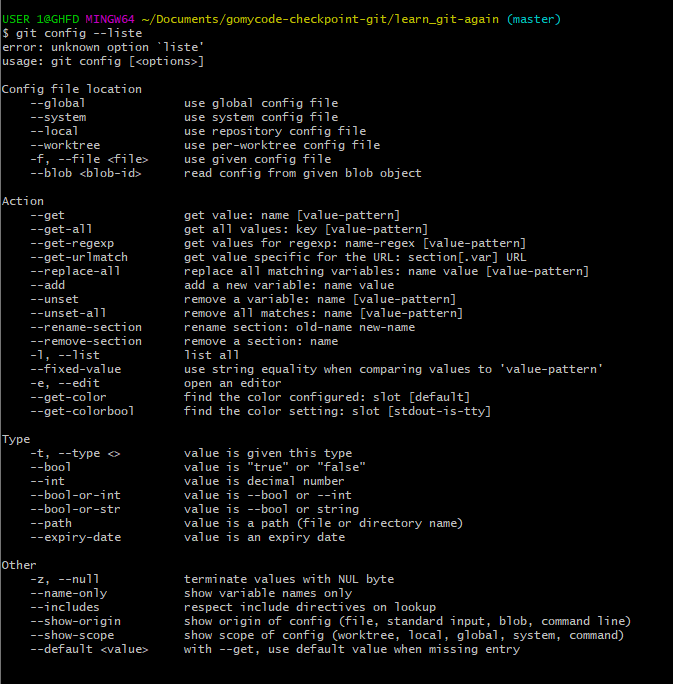 USER 1@GHFD MINGW64 ~/Documents/gomycode-checkpoint-git/learn_git-again (master)
$ git config --liste
error: unknown option `liste'
usage: git config [<options>]

Config file location
    --global              use global config file
    --system              use system config file
    --local               use repository config file
    --worktree            use per-worktree config file
    -f, --file <file>     use given config file
    --blob <blob-id>      read config from given blob object

Action
    --get                 get value: name [value-pattern]
    --get-all             get all values: key [value-pattern]
    --get-regexp          get values for regexp: name-regex [value-pattern]
    --get-urlmatch        get value specific for the URL: section[.var] URL
    --replace-all         replace all matching variables: name value [value-pattern]
    --add                 add a new variable: name value
    --unset               remove a variable: name [value-pattern]
    --unset-all           remove all matches: name [value-pattern]
    --rename-section      rename section: old-name new-name
    --remove-section      remove a section: name
    -l, --list            list all
    --fixed-value         use string equality when comparing values to 'value-pattern'
    -e, --edit            open an editor
    --get-color           find the color configured: slot [default]
    --get-colorbool       find the color setting: slot [stdout-is-tty]

Type
    -t, --type <>         value is given this type
    --bool                value is "true" or "false"
    --int                 value is decimal number
    --bool-or-int         value is --bool or --int
    --bool-or-str         value is --bool or string
    --path                value is a path (file or directory name)
    --expiry-date         value is an expiry date

Other
    -z, --null            terminate values with NUL byte
    --name-only           show variable names only
    --includes            respect include directives on lookup
    --show-origin         show origin of config (file, standard input, blob, command line)
    --show-scope          show scope of config (worktree, local, global, system, command)
    --default <value>     with --get, use default value when missing entry